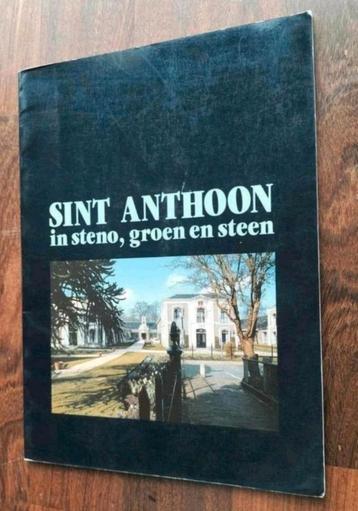 SINT ANTHOON
in steno, groen en steen